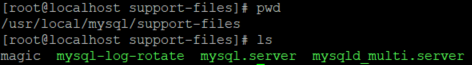 [root@localhost support-files]# pwd
/usr/local/mysql/support-files
[root@localhost support-files]# ls
magic mysql-log-rotate mysql.server mysqld_multi.server